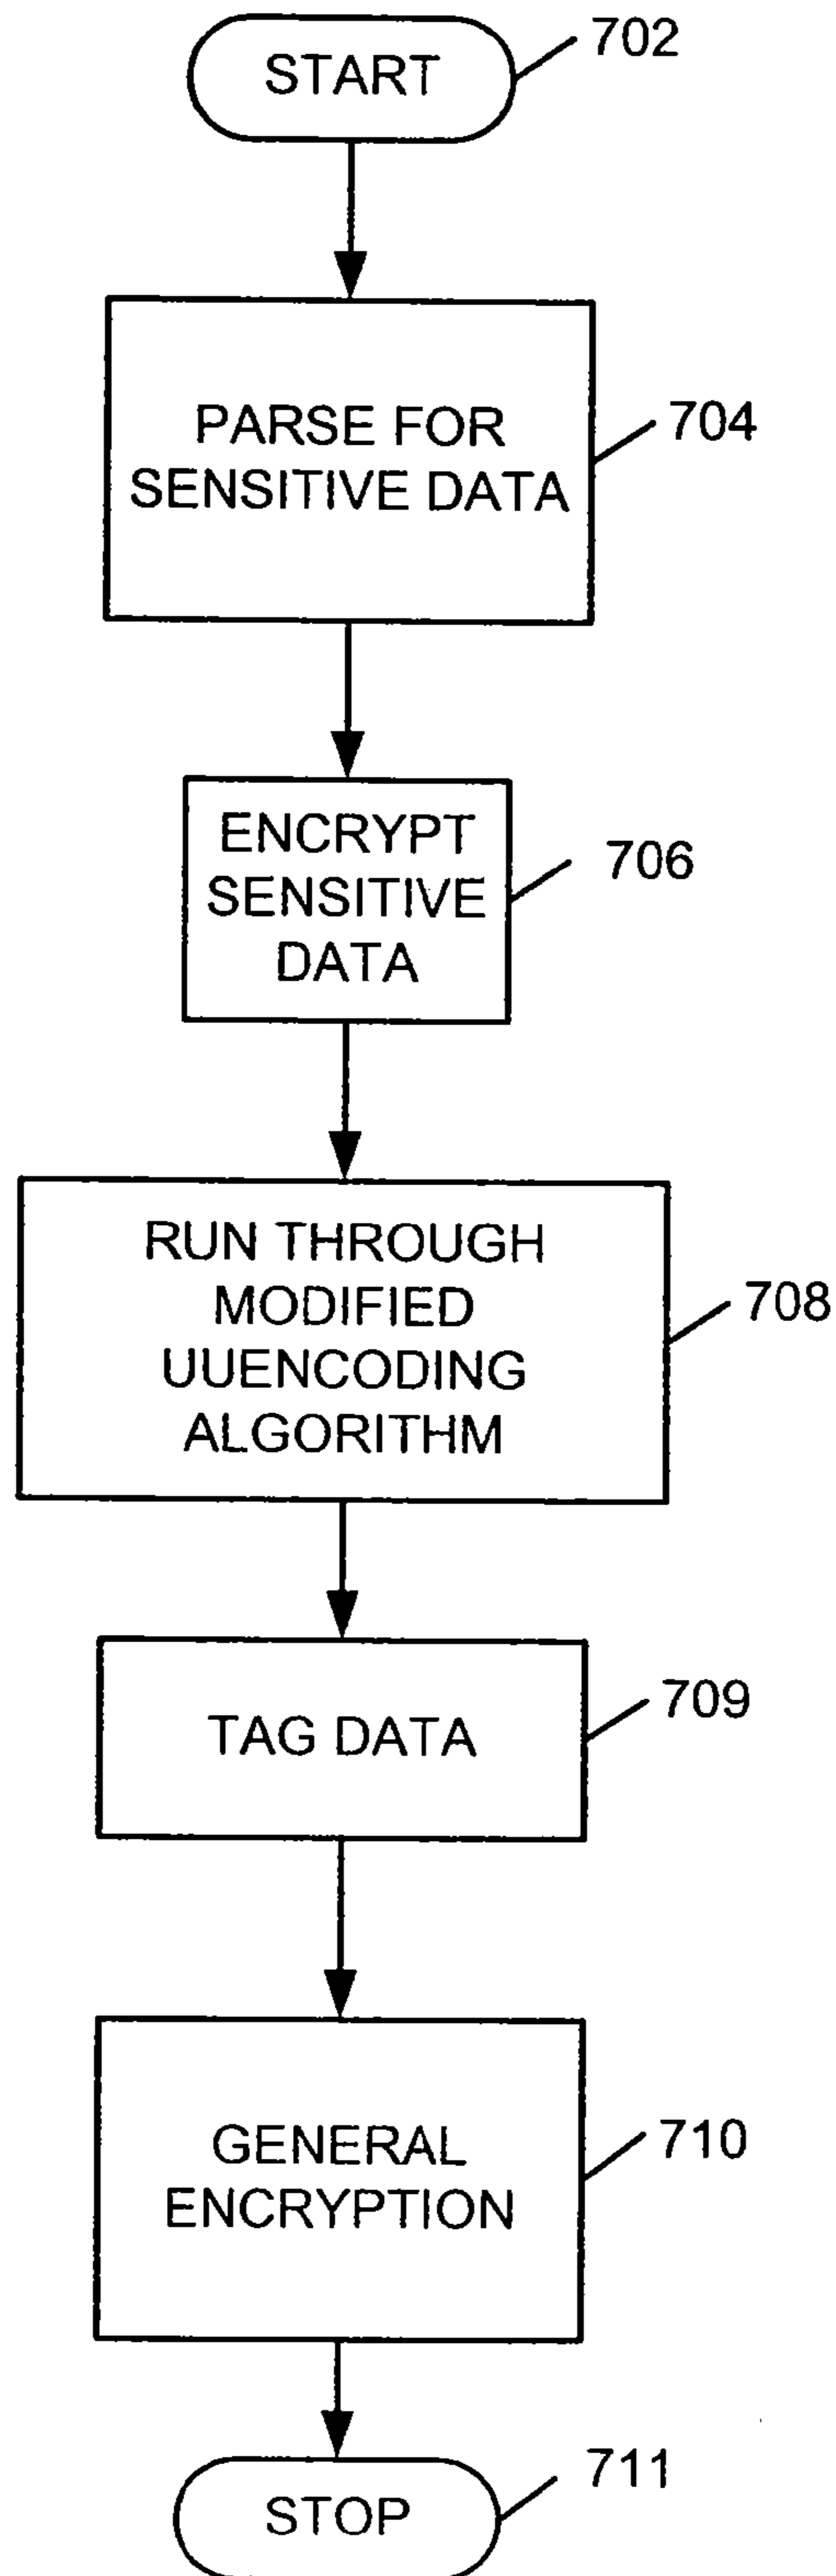 START
702
PARSE FOR
SENSITIVE DATA
704
ENCRYPT
SENSITIVE
DATA
706
RUN THROUGH
MODIFIED
UUENCODING
ALGORITHM
708
TAG DATA
709
GENERAL
ENCRYPTION
710
STOP
711